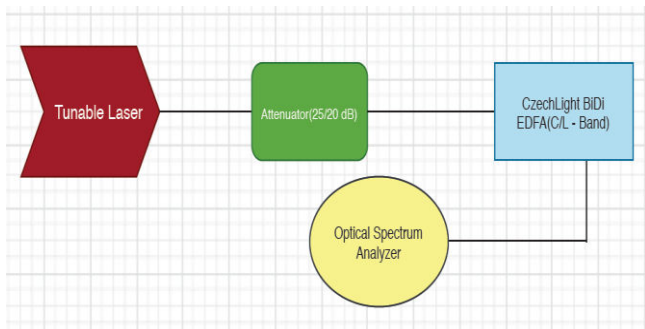 Tunable Laser
Attenuator(25/20 dB)
CzechLight BiDi
EDFA(C/L - Band)
Optical Spectrum
Analyzer